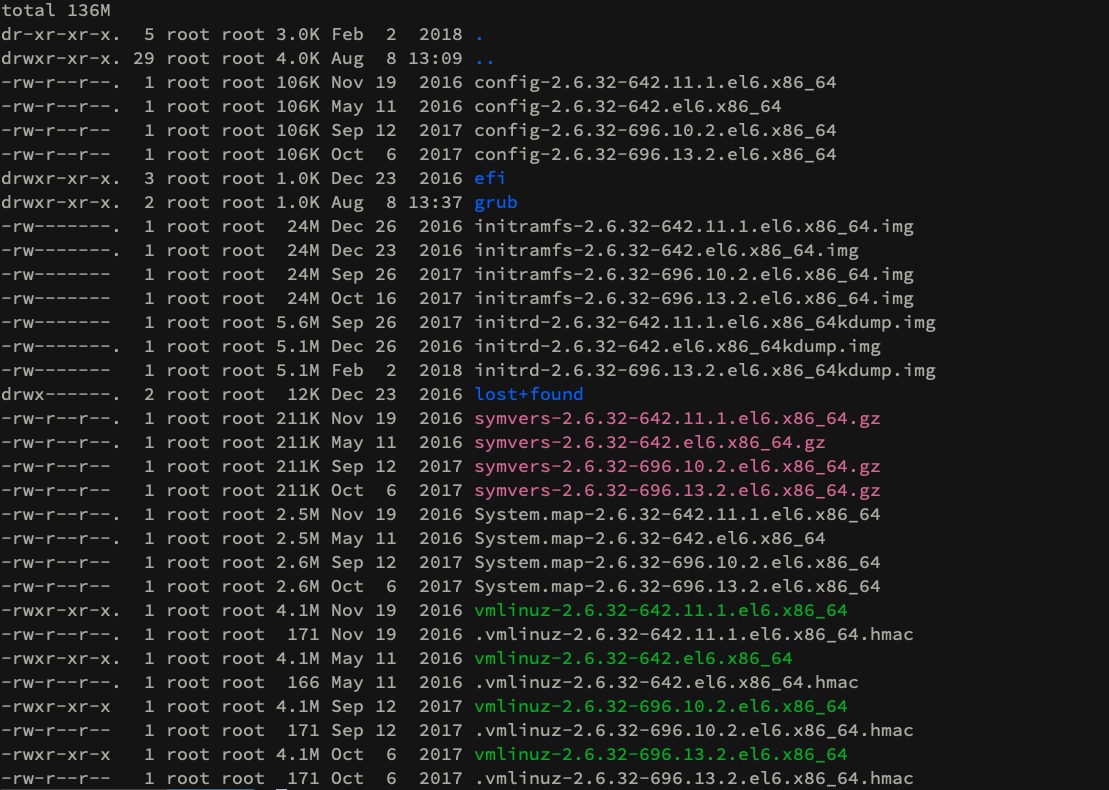 total 136M
dr-xr-xr-x.  5 root root 3.0K Feb  2  2018 .
drwxr-xr-x. 29 root root 4.0K Aug  8 13:09 ..
-rw-r--r--.  1 root root 106K Nov 19  2016 config-2.6.32-642.11.1.el6.x86_64
-rw-r--r--.  1 root root 106K May 11  2016 config-2.6.32-642.el6.x86_64
-rw-r--r--   1 root root 106K Sep 12  2017 config-2.6.32-696.10.2.el6.x86_64
-rw-r--r--   1 root root 106K Oct  6  2017 config-2.6.32-696.13.2.el6.x86_64
drwxr-xr-x.  3 root root 1.0K Dec 23  2016 efi
drwxr-xr-x.  2 root root 1.0K Aug  8 13:37 grub
-rw-------.  1 root root  24M Dec 26  2016 initramfs-2.6.32-642.11.1.el6.x86_64.img
-rw-------.  1 root root  24M Dec 23  2016 initramfs-2.6.32-642.el6.x86_64.img
-rw-------   1 root root  24M Sep 26  2017 initramfs-2.6.32-696.10.2.el6.x86_64.img
-rw-------   1 root root  24M Oct 16  2017 initramfs-2.6.32-696.13.2.el6.x86_64.img
-rw-------   1 root root 5.6M Sep 26  2017 initrd-2.6.32-642.11.1.el6.x86_64kdump.img
-rw-------.  1 root root 5.1M Dec 26  2016 initrd-2.6.32-642.el6.x86_64kdump.img
-rw-------   1 root root 5.1M Feb  2  2018 initrd-2.6.32-696.13.2.el6.x86_64kdump.img
drwx------.  2 root root  12K Dec 23  2016 lost+found
-rw-r--r--.  1 root root 211K Nov 19  2016 symvers-2.6.32-642.11.1.el6.x86_64.gz
-rw-r--r--.  1 root root 211K May 11  2016 symvers-2.6.32-642.el6.x86_64.gz
-rw-r--r--   1 root root 211K Sep 12  2017 symvers-2.6.32-696.10.2.el6.x86_64.gz
-rw-r--r--   1 root root 211K Oct  6  2017 symvers-2.6.32-696.13.2.el6.x86_64.gz
-rw-r--r--.  1 root root 2.5M Nov 19  2016 System.map-2.6.32-642.11.1.el6.x86_64
-rw-r--r--.  1 root root 2.5M May 11  2016 System.map-2.6.32-642.el6.x86_64
-rw-r--r--   1 root root 2.6M Sep 12  2017 System.map-2.6.32-696.10.2.el6.x86_64
-rw-r--r--   1 root root 2.6M Oct  6  2017 System.map-2.6.32-696.13.2.el6.x86_64
-rwxr-xr-x.  1 root root 4.1M Nov 19  2016 vmlinuz-2.6.32-642.11.1.el6.x86_64
-rw-r--r--.  1 root root  171 Nov 19  2016 .vmlinuz-2.6.32-642.11.1.el6.x86_64.hmac
-rwxr-xr-x.  1 root root 4.1M May 11  2016 vmlinuz-2.6.32-642.el6.x86_64
-rw-r--r--.  1 root root  166 May 11  2016 .vmlinuz-2.6.32-642.el6.x86_64.hmac
-rwxr-xr-x   1 root root 4.1M Sep 12  2017 vmlinuz-2.6.32-696.10.2.el6.x86_64
-rw-r--r--   1 root root  171 Sep 12  2017 .vmlinuz-2.6.32-696.10.2.el6.x86_64.hmac
-rwxr-xr-x   1 root root 4.1M Oct  6  2017 vmlinuz-2.6.32-696.13.2.el6.x86_64
-rw-r--r--   1 root root  171 Oct  6  2017 .vmlinuz-2.6.32-696.13.2.el6.x86_64.hmac